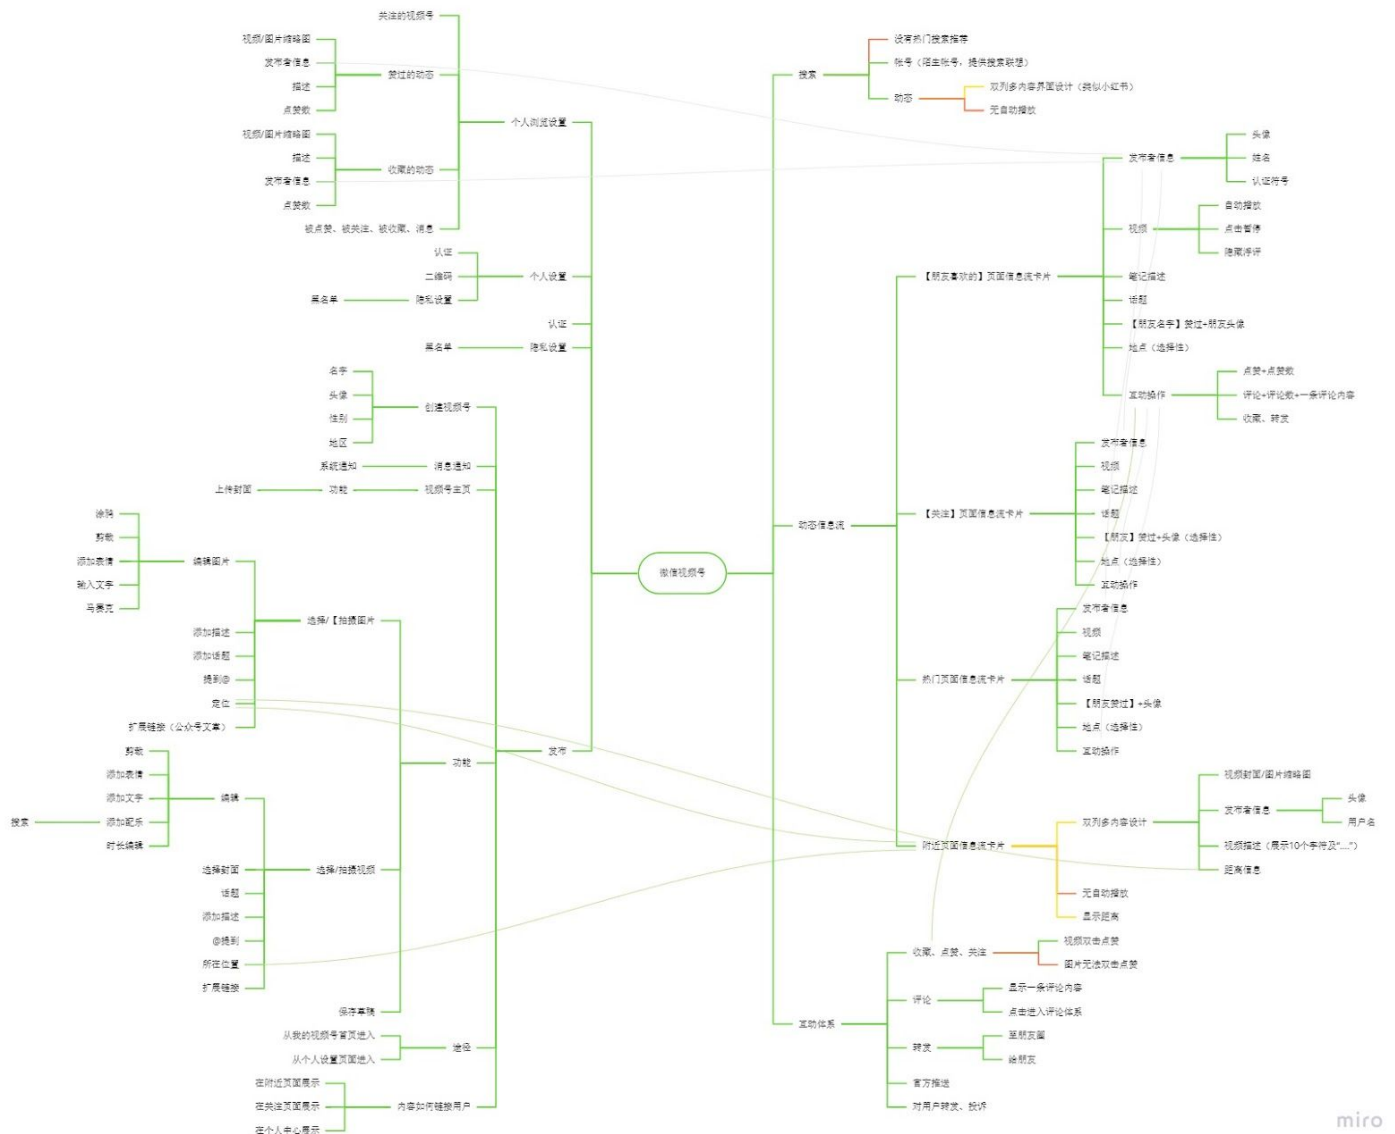 微信视频号
搜索
没有热门搜索推荐
帐号（陌生帐号，提供搜索联想）
动态
双列多内容界面设计（类似小红书）
无自动播放
动态信息流
【朋友喜欢的】页面信息流卡片
发布者信息
头像
姓名
认证符号
视频
自动播放
点击暂停
隐藏浮评
笔记描述
话题
【朋友名字】赞过+朋友头像
地点（选择性）
互动操作
点赞+点赞数
评论+评论数+一条评论内容
收藏、转发
【关注】页面信息流卡片
发布者信息
视频
笔记描述
话题
【朋友】赞过+头像（选择性）
地点（选择性）
互动操作
热门页面信息流卡片
发布者信息
视频
笔记描述
话题
【朋友赞过】+头像
地点（选择性）
互动操作
附近页面信息流卡片
双列多内容设计
视频封面/图片缩略图
发布者信息
头像
用户名
视频描述（展示10个字符及“....”）
距离信息
无自动播放
显示距离
互动体系
收藏、点赞、关注
视频双击点赞
图片无法双击点赞
评论
显示一条评论内容
点击进入评论体系
转发
至朋友圈
给朋友
官方推送
对用户转发、投诉
个人浏览设置
关注的视频号
赞过的动态
视频/图片缩略图
发布者信息
描述
点赞数
收藏的动态
视频/图片缩略图
描述
发布者信息
点赞数
被点赞、被关注、被收藏、消息
个人设置
认证
二维码
隐私设置
黑名单
认证
隐私设置
黑名单
发布
创建视频号
名字
头像
性别
地区
消息通知
系统通知
视频号主页
功能
上传封面
功能
选择/【拍摄图片
编辑图片
涂鸦
剪裁
添加表情
输入文字
马赛克
添加描述
添加话题
提到@
定位
扩展链接（公众号文章）
选择/拍摄视频
编辑
剪裁
添加表情
添加文字
添加配乐
搜索
时长编辑
选择封面
话题
添加描述
@提到
所在位置
扩展链接
保存草稿
途径
从我的视频号首页进入
从个人设置页面进入
内容如何链接用户
在附近页面展示
在关注页面展示
在个人中心展示
miro